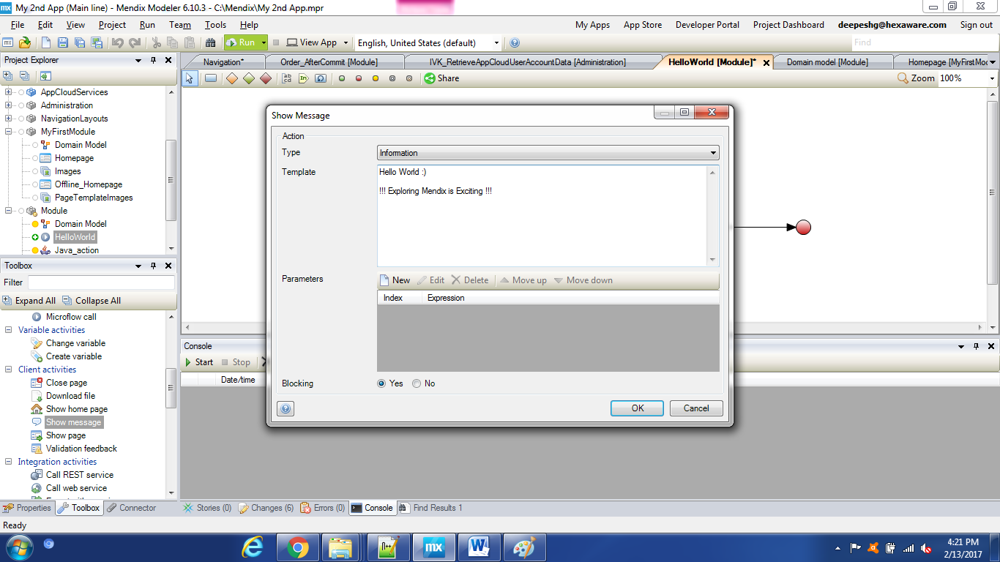 My 2nd App (Main line) - Mendix Modeler 6.10.3 - C:\Mendix\My 2nd App.mpr
File Edit View Project Run Team Tools Help My Apps App Store Developer Portal Project Dashboard deepeshg@hexaware.com Sign out
Run View App English, United States (default) Find
Project Explorer
Navigation* Order_AfterCommit [Module] IVK_RetrieveAppCloudUserAccountData [Administration] HelloWorld [Module]* Domain model [Module] Homepage [MyFirstMod
Share Zoom 100%
AppCloudServices
Administration
NavigationLayouts
MyFirstModule
Domain Model
Homepage
Images
Offline_Homepage
PageTemplateImages
Module
Domain Model
HelloWorld
Java_action
Toolbox
Filter
Expand All Collapse All
Microflow call
Variable activities
Change variable
Create variable
Client activities
Close page
Download file
Show home page
Show message
Show page
Validation feedback
Integration activities
Call REST service
Call web service
Show Message
Action
Type Information
Template Hello World :)
!!! Exploring Mendix is Exciting !!!
Parameters New Edit Delete Move up Move down
Index Expression
Blocking Yes No
OK Cancel
Console
Start Stop
Date/time
Properties Toolbox Connector Stories (0) Changes (6) Errors (0) Console Find Results 1
Ready
4:21 PM
2/13/2017